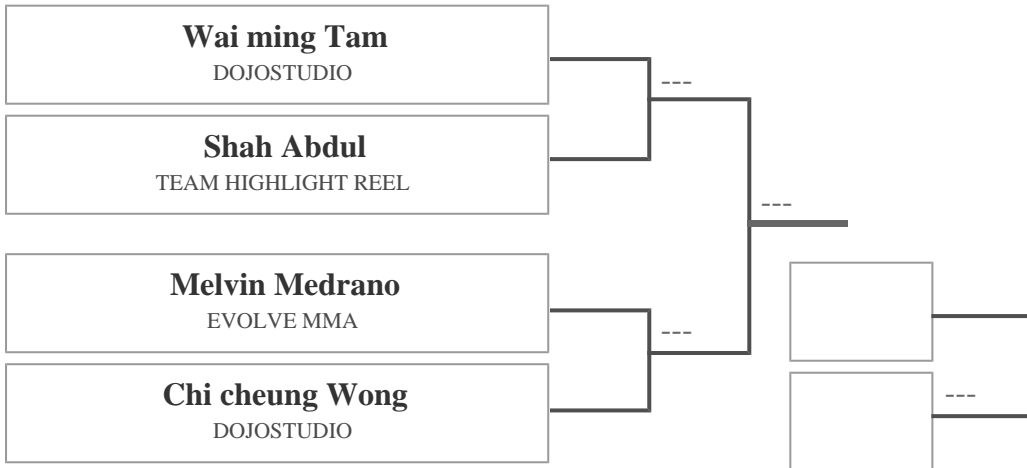 Wai ming Tam
DOJOSTUDIO
---
Shah Abdul
TEAM HIGHLIGHT REEL
---
Melvin Medrano
EVOLVE MMA
---
Chi cheung Wong
DOJOSTUDIO
---